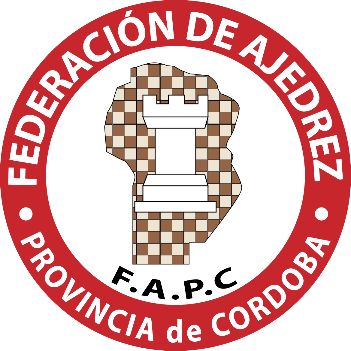 FEDERACIÓN DE AJEDREZ
F.A.P.C
PROVINCIA de CORDOBA